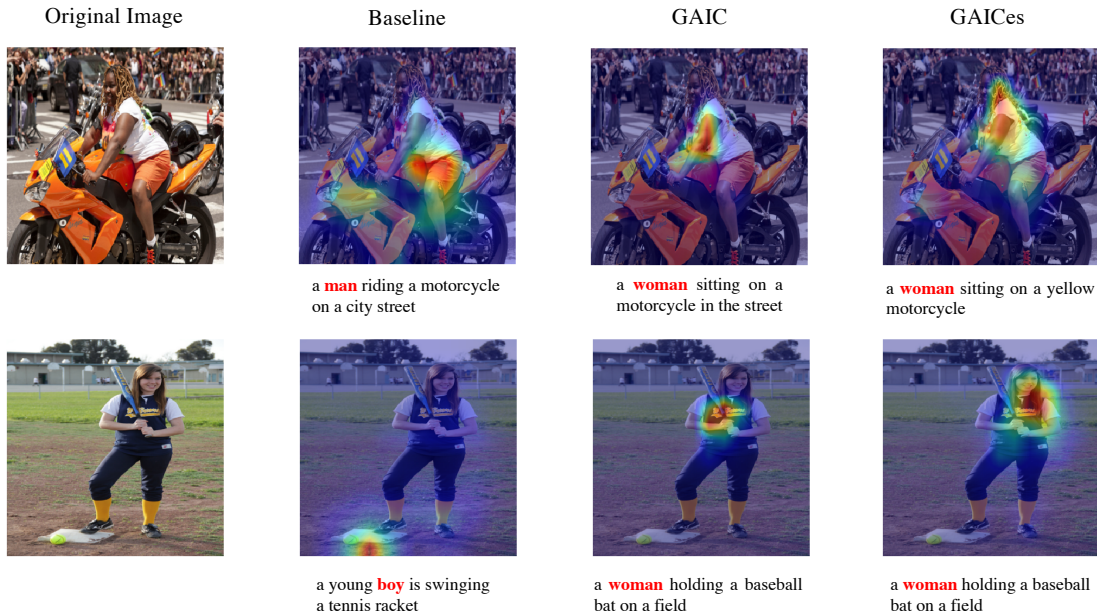 Original Image
Baseline
GAIC
GAICes
a man riding a motorcycle
on a city street
a woman sitting on a
motorcycle in the street
a woman sitting on a yellow
motorcycle
a young boy is swinging
a tennis racket
a woman holding a baseball
bat on a field
a woman holding a baseball
bat on a field